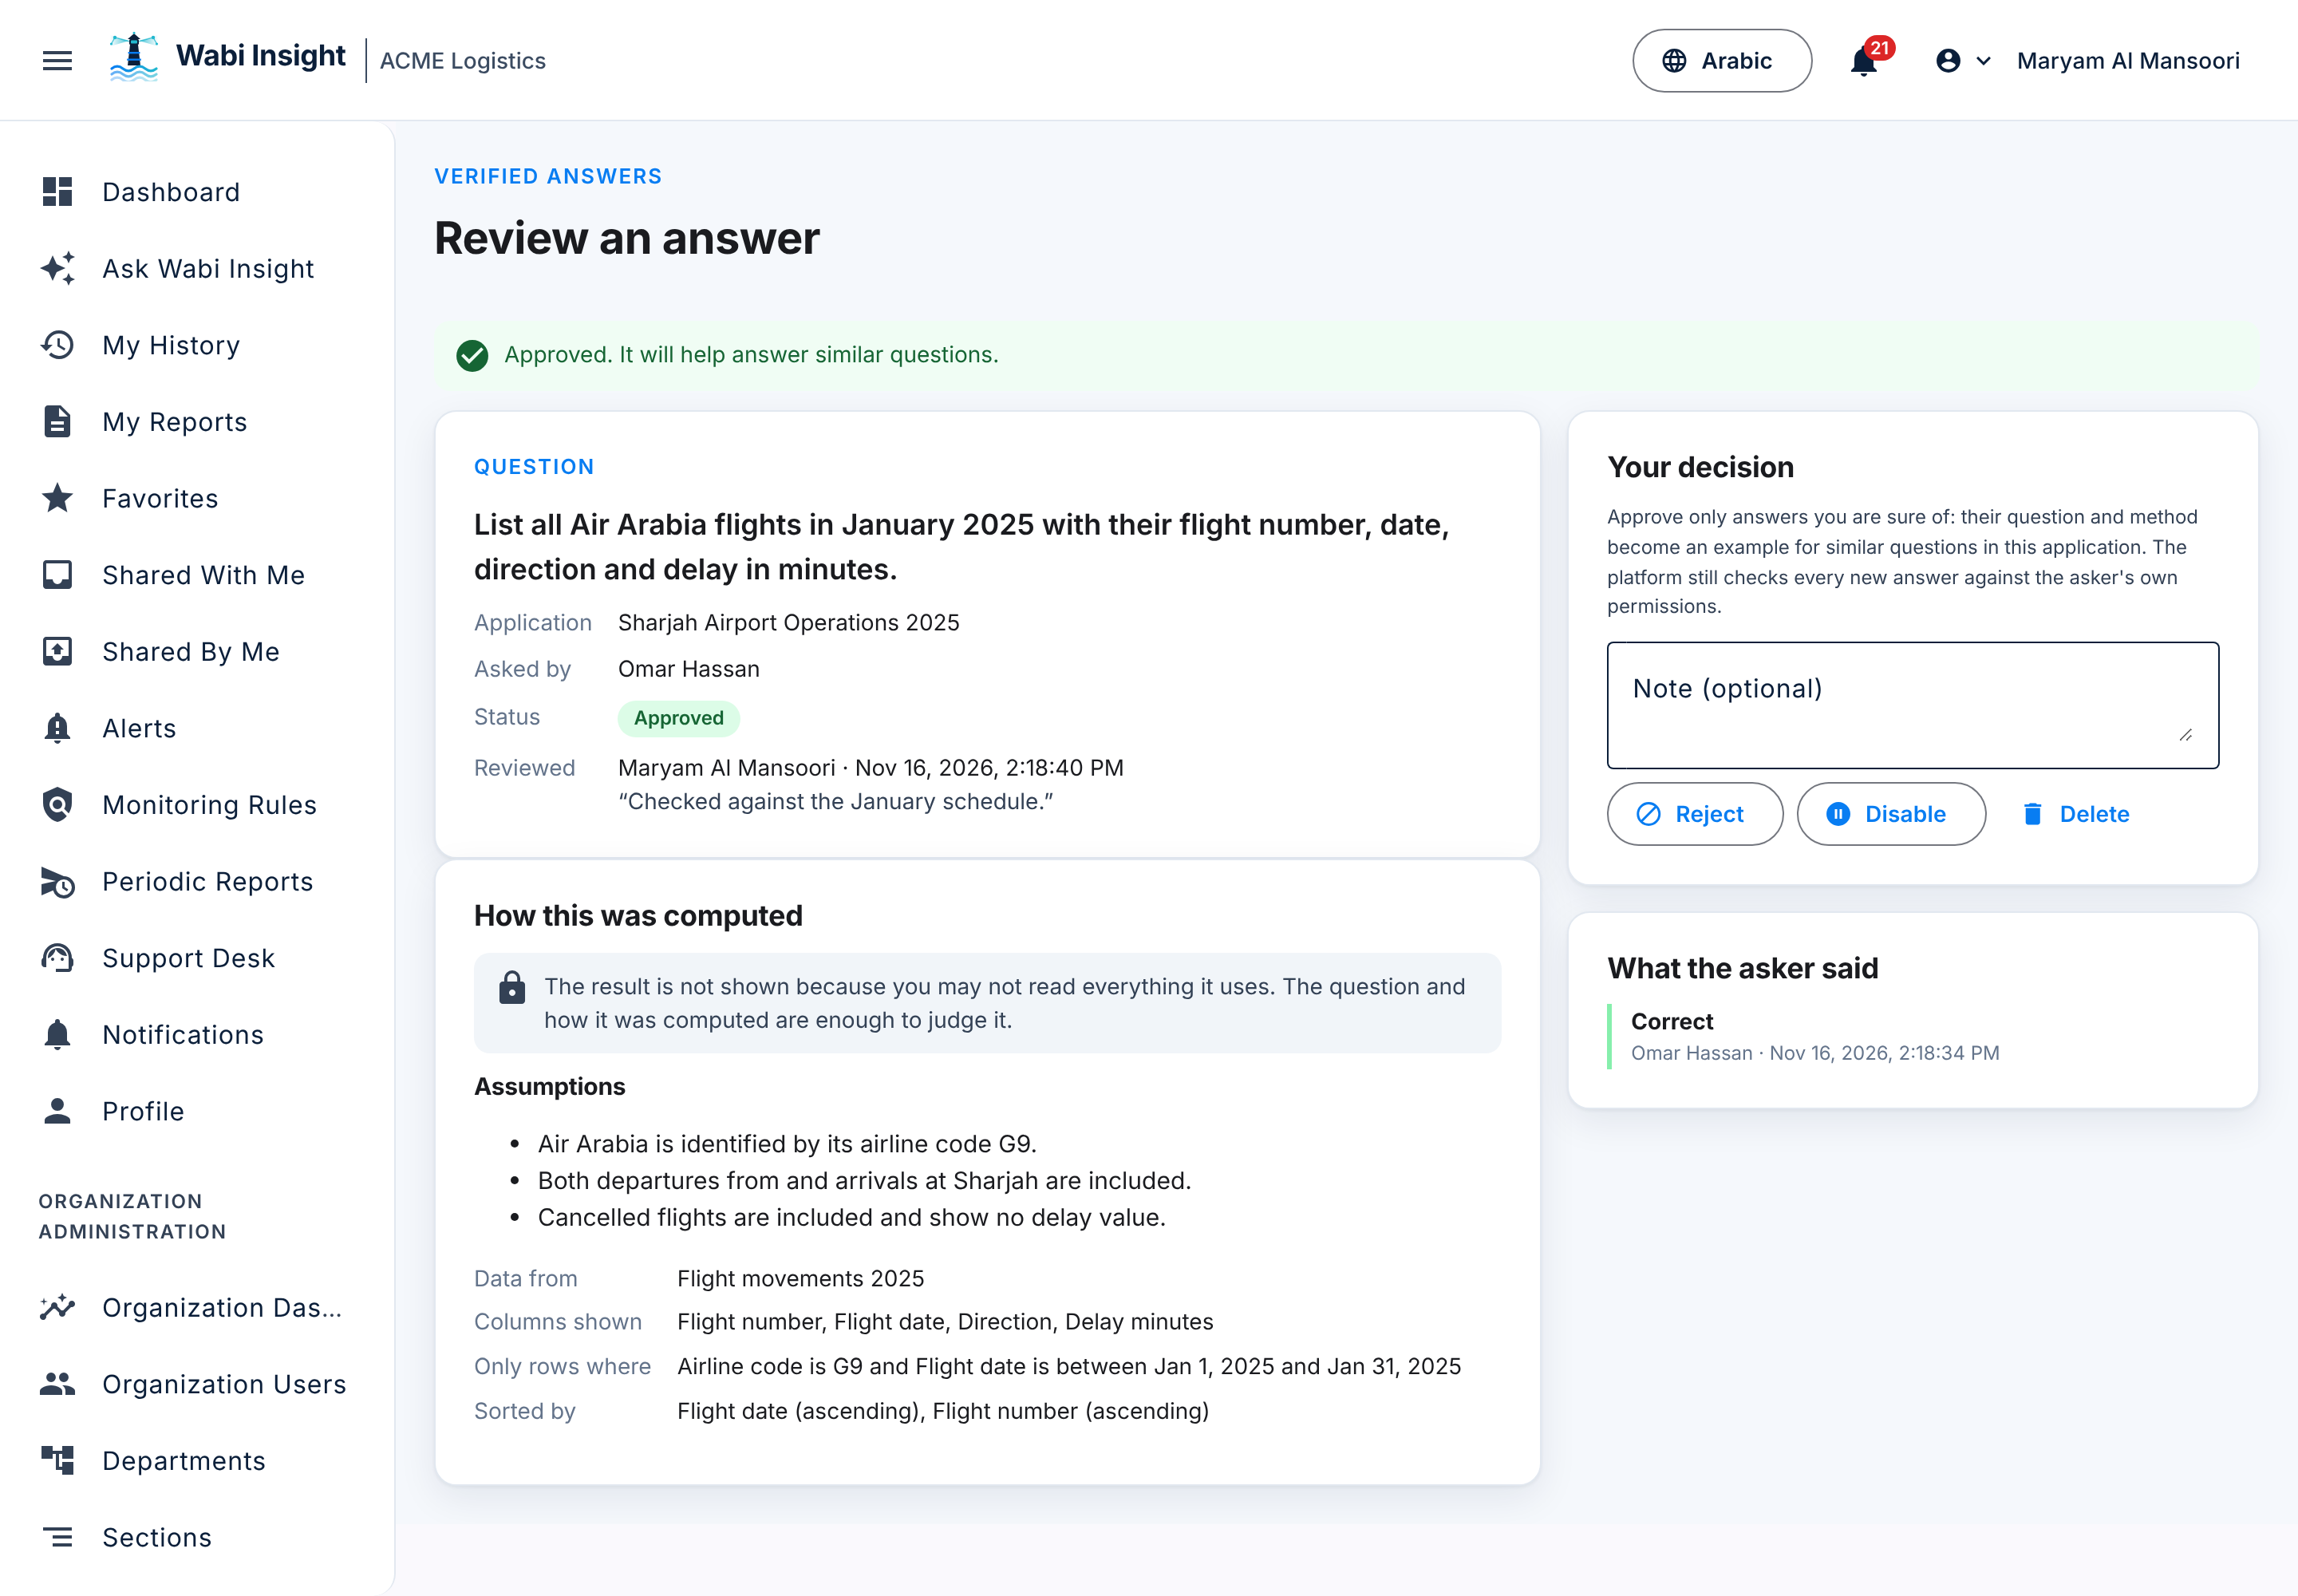 Wabi Insight
ACME Logistics
Arabic
21
Maryam Al Mansoori
Dashboard
Ask Wabi Insight
My History
My Reports
Favorites
Shared With Me
Shared By Me
Alerts
Monitoring Rules
Periodic Reports
Support Desk
Notifications
Profile
ORGANIZATION
ADMINISTRATION
Organization Das...
Organization Users
Departments
Sections
VERIFIED ANSWERS
Review an answer
Approved. It will help answer similar questions.
QUESTION
List all Air Arabia flights in January 2025 with their flight number, date,
direction and delay in minutes.
Application Sharjah Airport Operations 2025
Asked by Omar Hassan
Status Approved
Reviewed Maryam Al Mansoori · Nov 16, 2026, 2:18:40 PM
“Checked against the January schedule.”
How this was computed
The result is not shown because you may not read everything it uses. The question and
how it was computed are enough to judge it.
Assumptions
• Air Arabia is identified by its airline code G9.
• Both departures from and arrivals at Sharjah are included.
• Cancelled flights are included and show no delay value.
Data from Flight movements 2025
Columns shown Flight number, Flight date, Direction, Delay minutes
Only rows where Airline code is G9 and Flight date is between Jan 1, 2025 and Jan 31, 2025
Sorted by Flight date (ascending), Flight number (ascending)
Your decision
Approve only answers you are sure of: their question and method
become an example for similar questions in this application. The
platform still checks every new answer against the asker's own
permissions.
Note (optional)
Reject
Disable
Delete
What the asker said
Correct
Omar Hassan · Nov 16, 2026, 2:18:34 PM